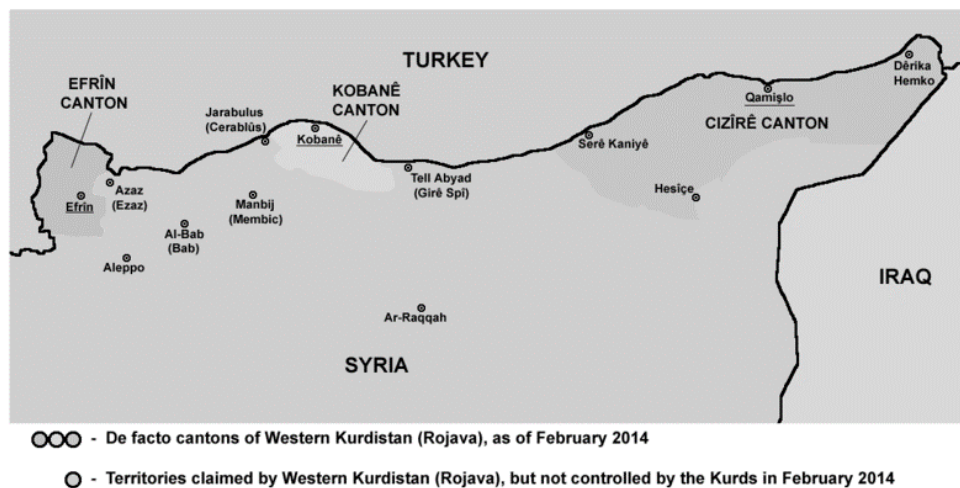 TURKEY
EFRÎN
CANTON
KOBANÊ
CANTON
Jarabulus
(Cerablûs)
Kobanê
Dêrika
Hemko
Qamişlo
CIZÎRÊ CANTON
Serê Kaniyê
Azaz
(Ezaz)
Efrîn
Tell Abyad
(Girê Spî)
Manbij
(Membic)
Hesîçe
Al-Bab
(Bab)
Aleppo
IRAQ
Ar-Raqqah
SYRIA
- De facto cantons of Western Kurdistan (Rojava), as of February 2014
- Territories claimed by Western Kurdistan (Rojava), but not controlled by the Kurds in February 2014